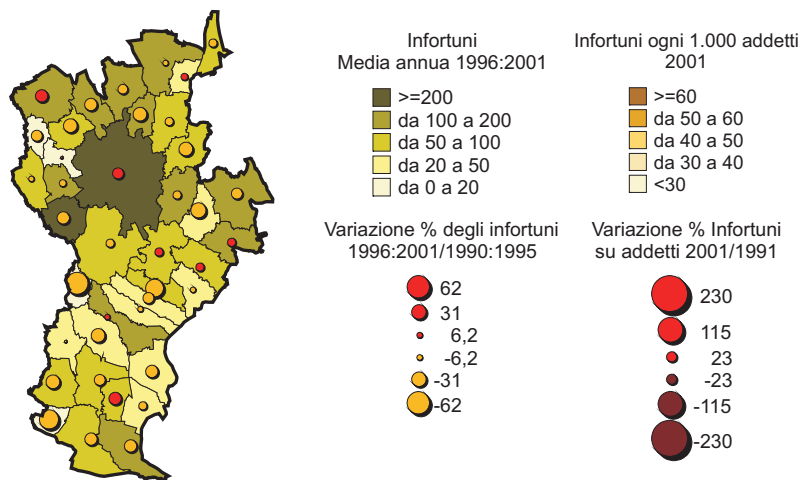 Infortuni
Media annua 1996:2001
>=200
da 100 a 200
da 50 a 100
da 20 a 50
da 0 a 20
Infortuni ogni 1.000 addetti
2001
>=60
da 50 a 60
da 40 a 50
da 30 a 40
<30
Variazione % degli infortuni
1996:2001/1990:1995
62
31
6,2
-6,2
-31
-62
Variazione % Infortuni
su addetti 2001/1991
230
115
23
-23
-115
-230